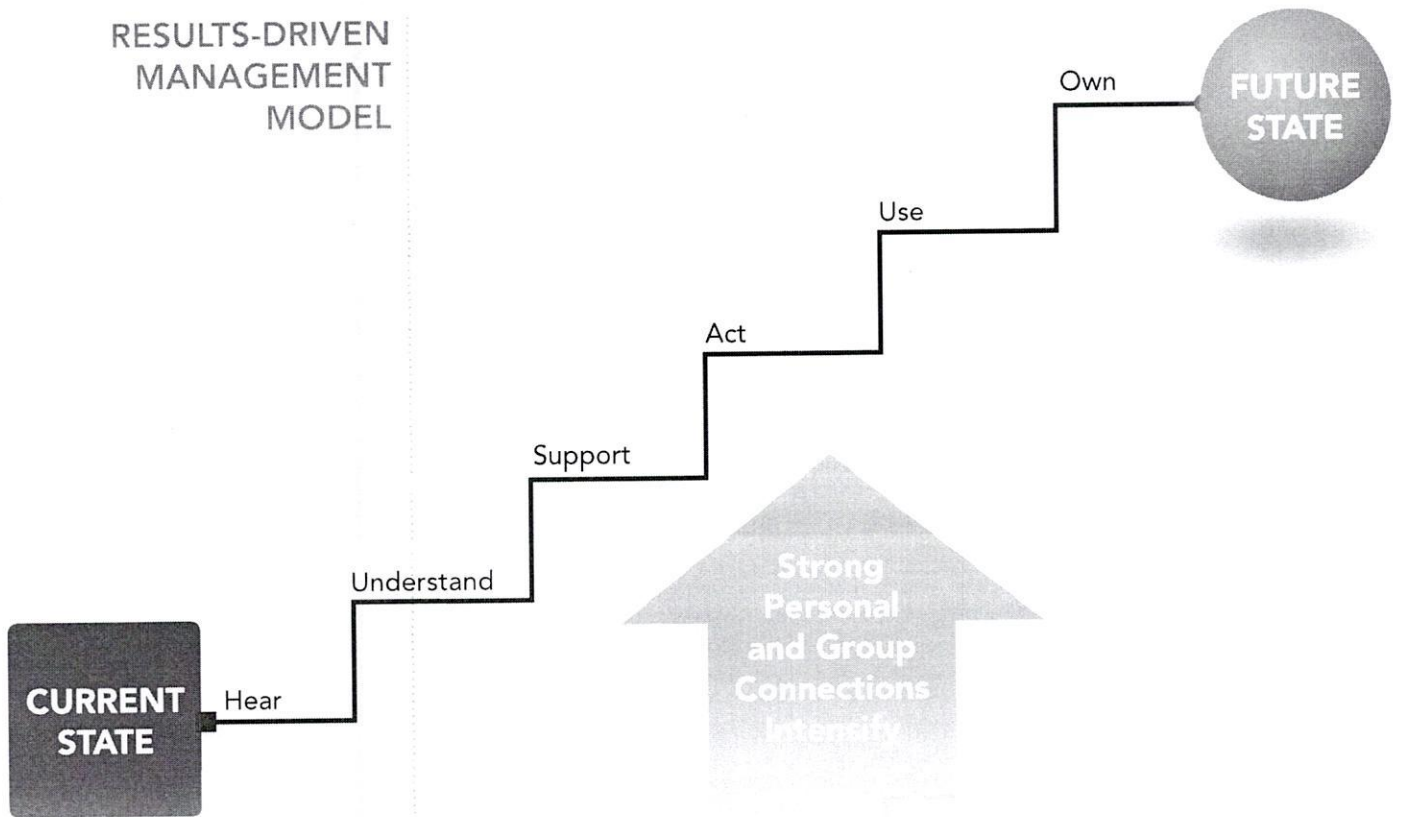 RESULTS-DRIVEN
MANAGEMENT
MODEL
Own
FUTURE
STATE
Use
Act
Support
Strong
Personal
and Group
Connections
Intensify
Understand
Hear
CURRENT
STATE